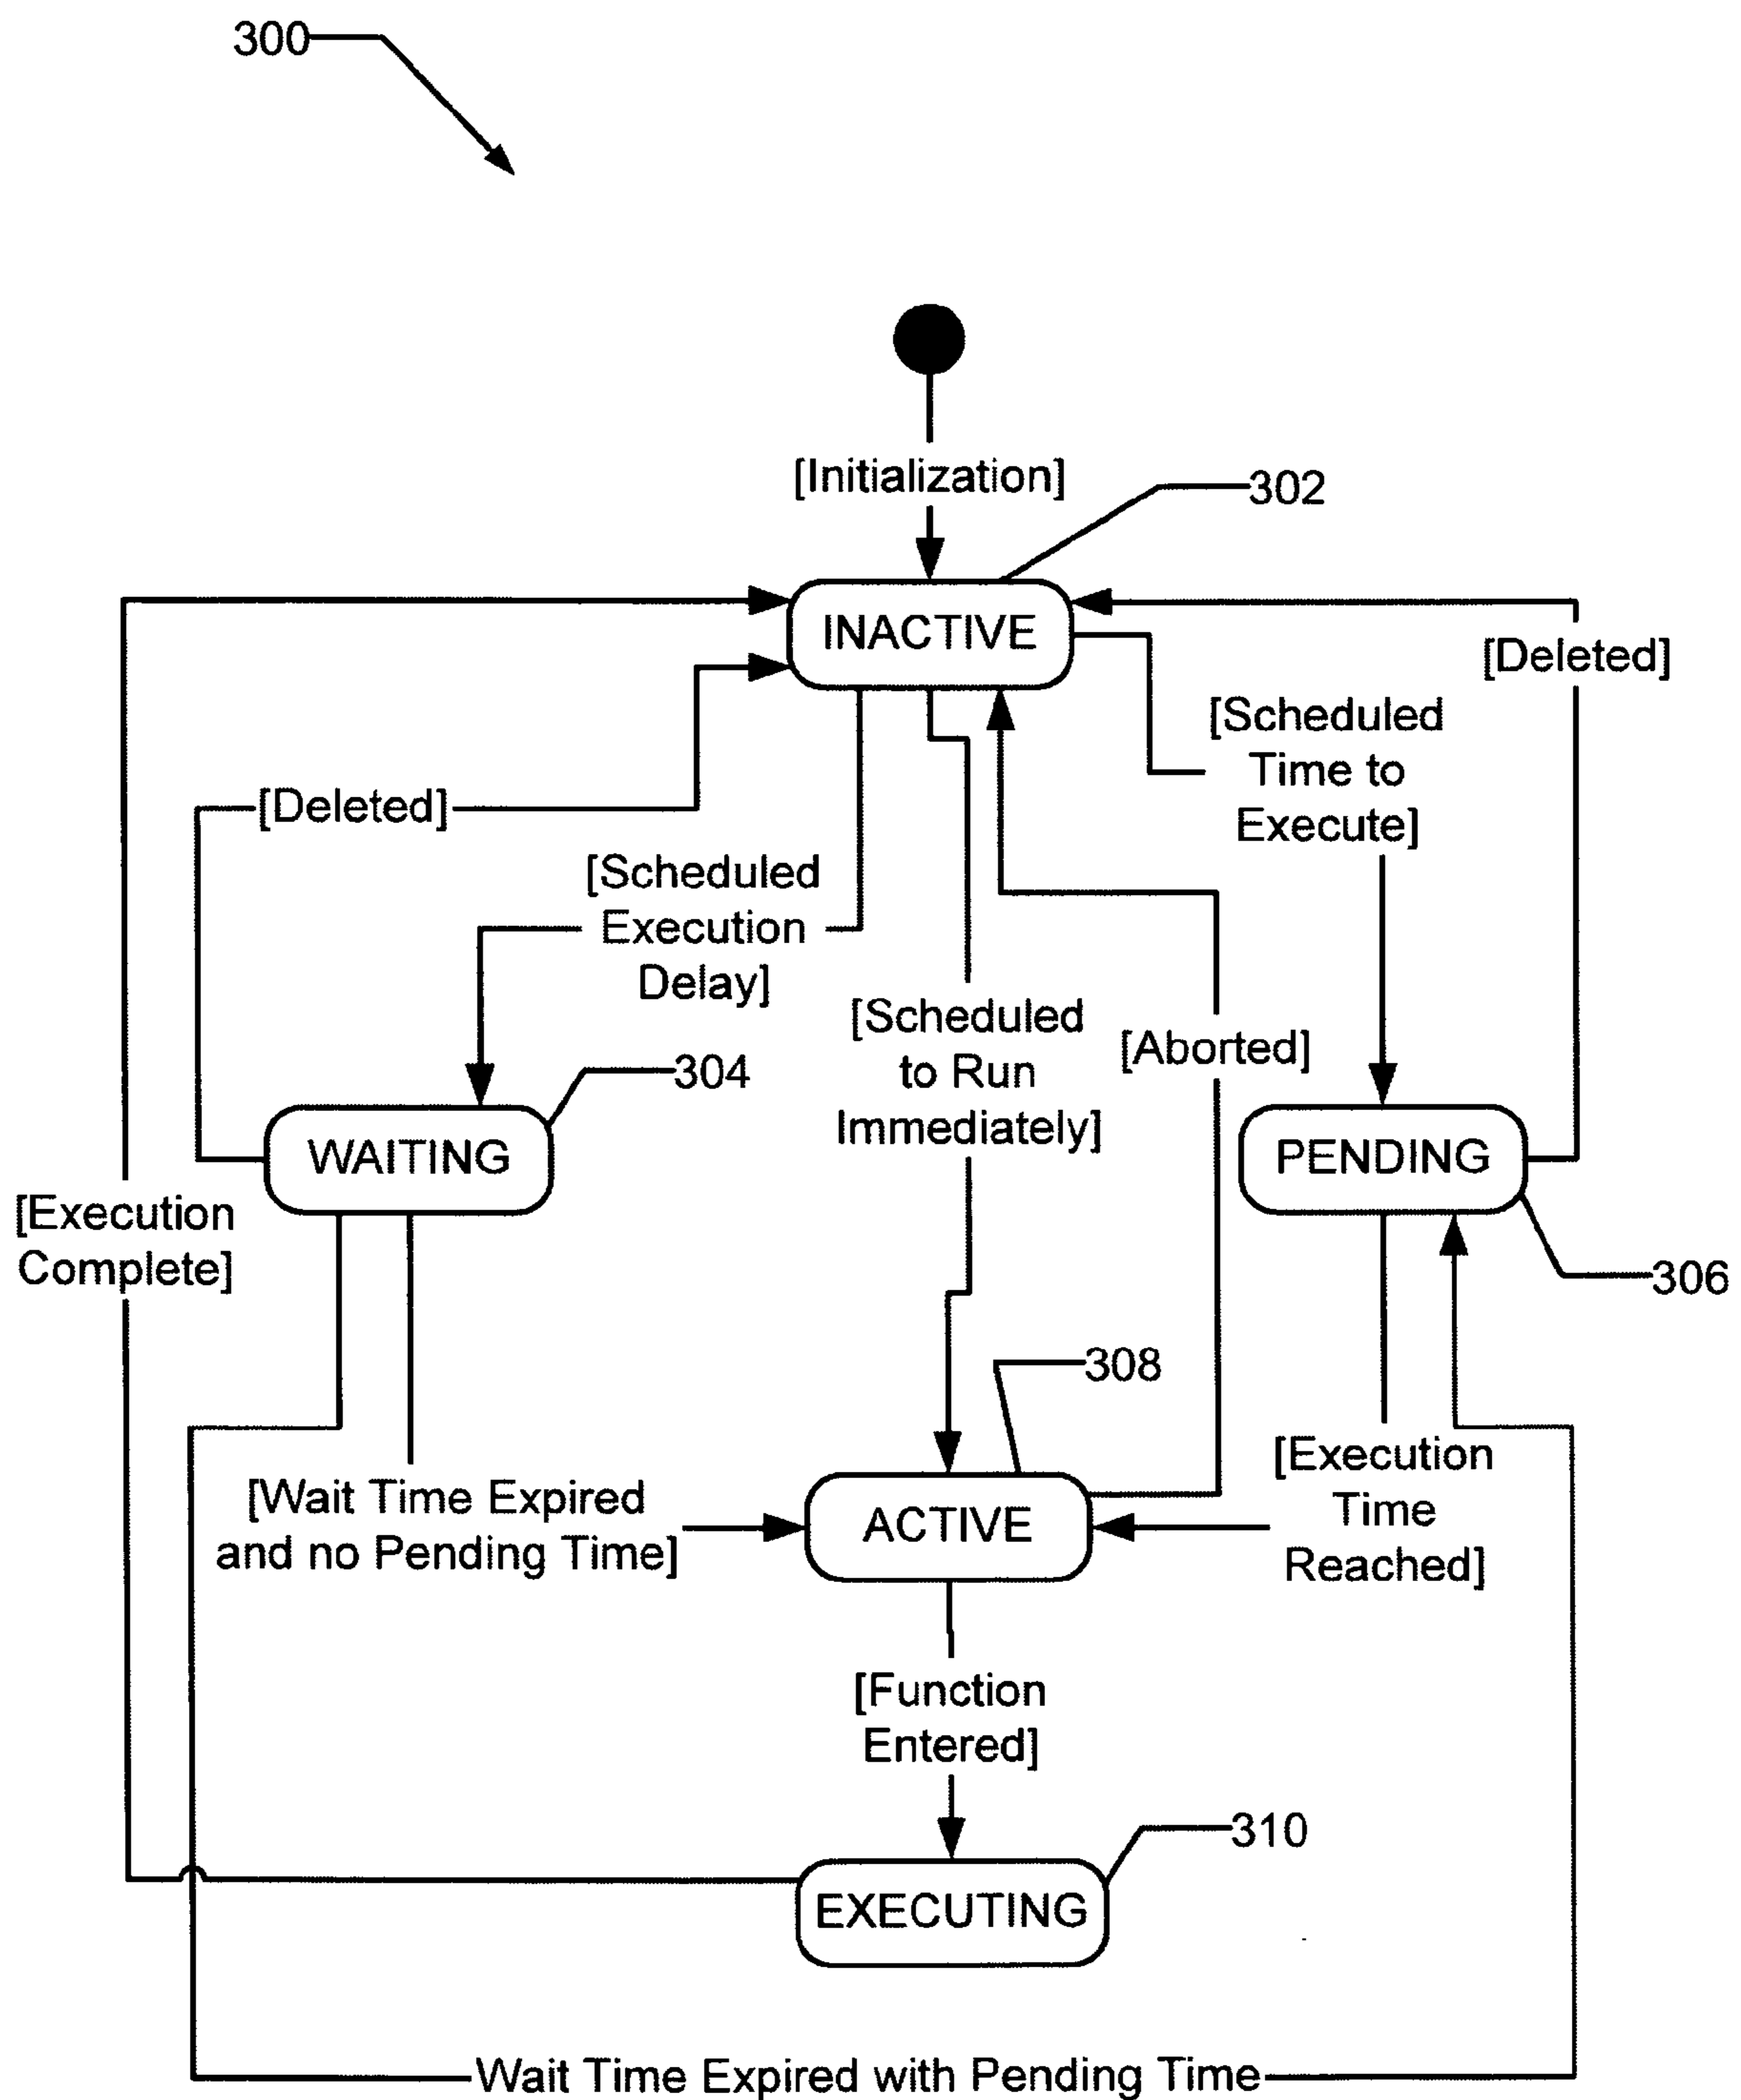 300
[Initialization]
302
INACTIVE
[Deleted]
[Scheduled
Time to
Execute]
[Deleted]
[Scheduled
Execution
Delay]
[Scheduled
to Run
Immediately]
[Aborted]
304
WAITING
PENDING
[Execution
Complete]
306
308
[Execution
Time
Reached]
[Wait Time Expired
and no Pending Time]
ACTIVE
[Function
Entered]
310
EXECUTING
Wait Time Expired with Pending Time